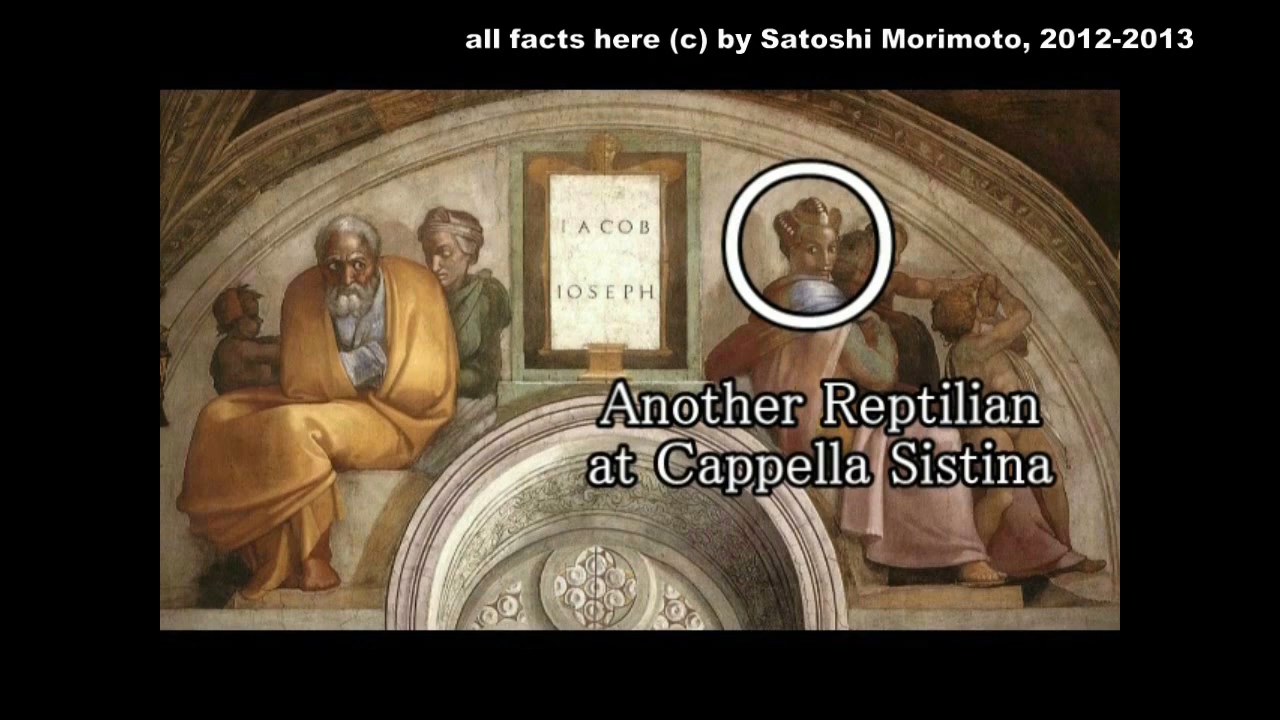 all facts here (c) by Satoshi Morimoto, 2012-2013
IACOB
IOSEPH
Another Reptilian
at Cappella Sistina